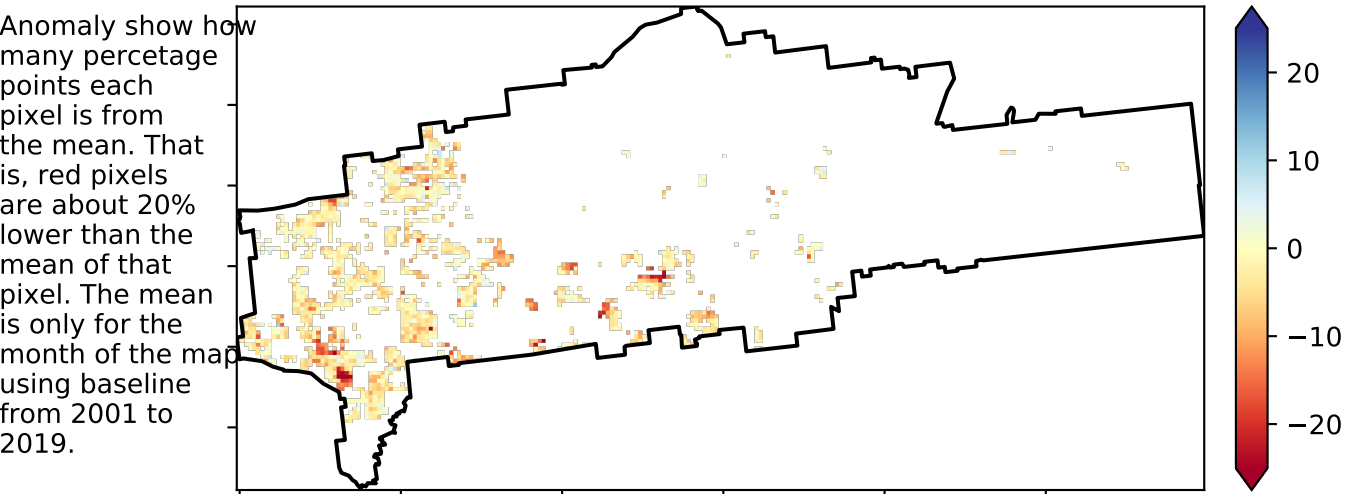 Anomaly show how
many percetage
points each
pixel is from
the mean. That
is, red pixels
are about 20%
lower than the
mean of that
pixel. The mean
is only for the
month of the map
using baseline
from 2001 to
2019.
20
10
0
−10
−20